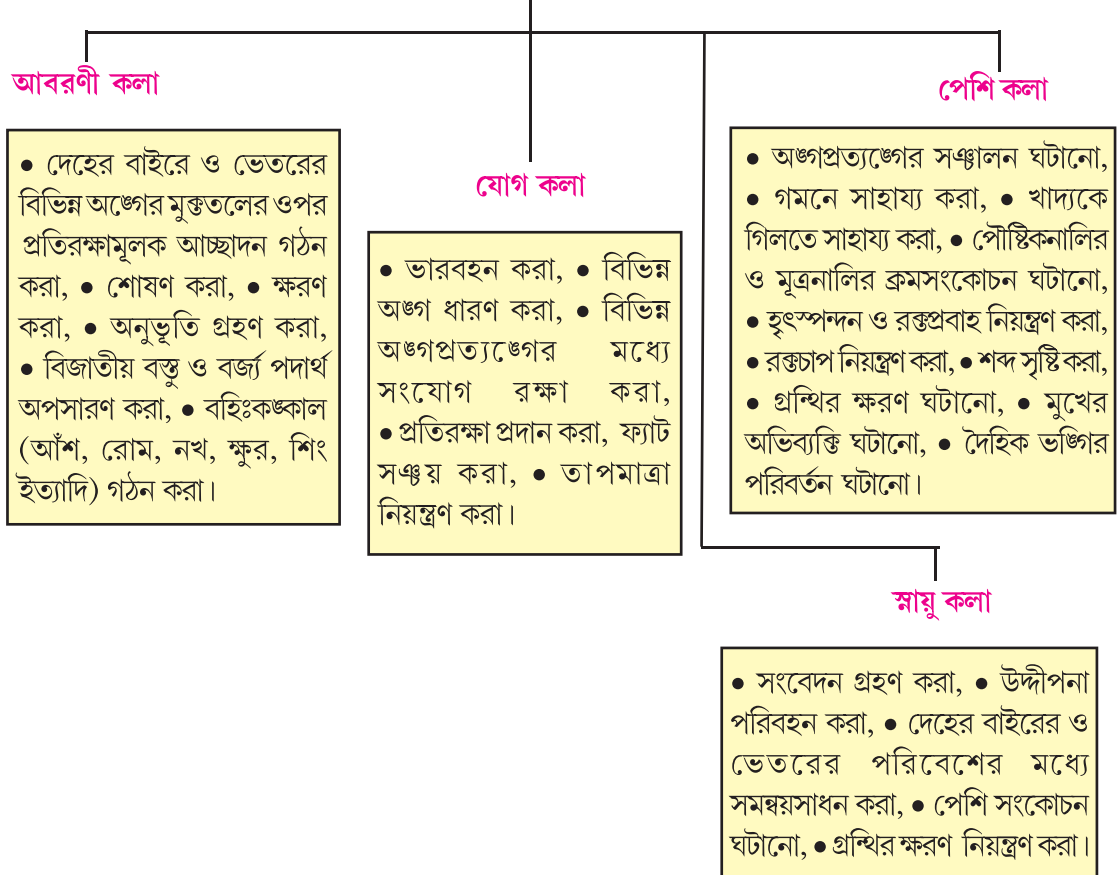 আবরণী কলা
● দেহের বাইরে ও ভেতরের
বিভিন্ন অঙ্গের মুক্ততলের ওপর
প্রতিরক্ষামূলক আচ্ছাদন গঠন
করা, ● শোষণ করা, ● ক্ষরণ
করা, ● অনুভূতি গ্রহণ করা,
● বিজাতীয় বস্তু ও বর্জ্য পদার্থ
অপসারণ করা, ● বহিঃকঙ্কাল
(আঁশ, রোম, নখ, ক্ষুর, শিং
ইত্যাদি) গঠন করা।
যোগ কলা
● ভারবহন করা, ● বিভিন্ন
অঙ্গ ধারণ করা, ● বিভিন্ন
অঙ্গপ্রত্যঙ্গের মধ্যে
সংযোগ রক্ষা করা,
● প্রতিরক্ষা প্রদান করা, ফ্যাট
সঞ্চয় করা, ● তাপমাত্রা
নিয়ন্ত্রণ করা।
পেশি কলা
● অঙ্গপ্রত্যঙ্গের সঞ্চালন ঘটানো,
● গমনে সাহায্য করা, ● খাদ্যকে
গিলতে সাহায্য করা, ● পৌষ্টিকনালির
ও মূত্রনালির ক্রমসংকোচন ঘটানো,
● হৃৎস্পন্দন ও রক্তপ্রবাহ নিয়ন্ত্রণ করা,
● রক্তচাপ নিয়ন্ত্রণ করা, ● শব্দ সৃষ্টি করা,
● গ্রন্থির ক্ষরণ ঘটানো, ● মুখের
অভিব্যক্তি ঘটানো, ● দৈহিক ভঙ্গির
পরিবর্তন ঘটানো।
স্নায়ু কলা
● সংবেদন গ্রহণ করা, ● উদ্দীপনা
পরিবহন করা, ● দেহের বাইরের ও
ভেতরের পরিবেশের মধ্যে
সমন্বয়সাধন করা, ● পেশি সংকোচন
ঘটানো, ● গ্রন্থির ক্ষরণ নিয়ন্ত্রণ করা।